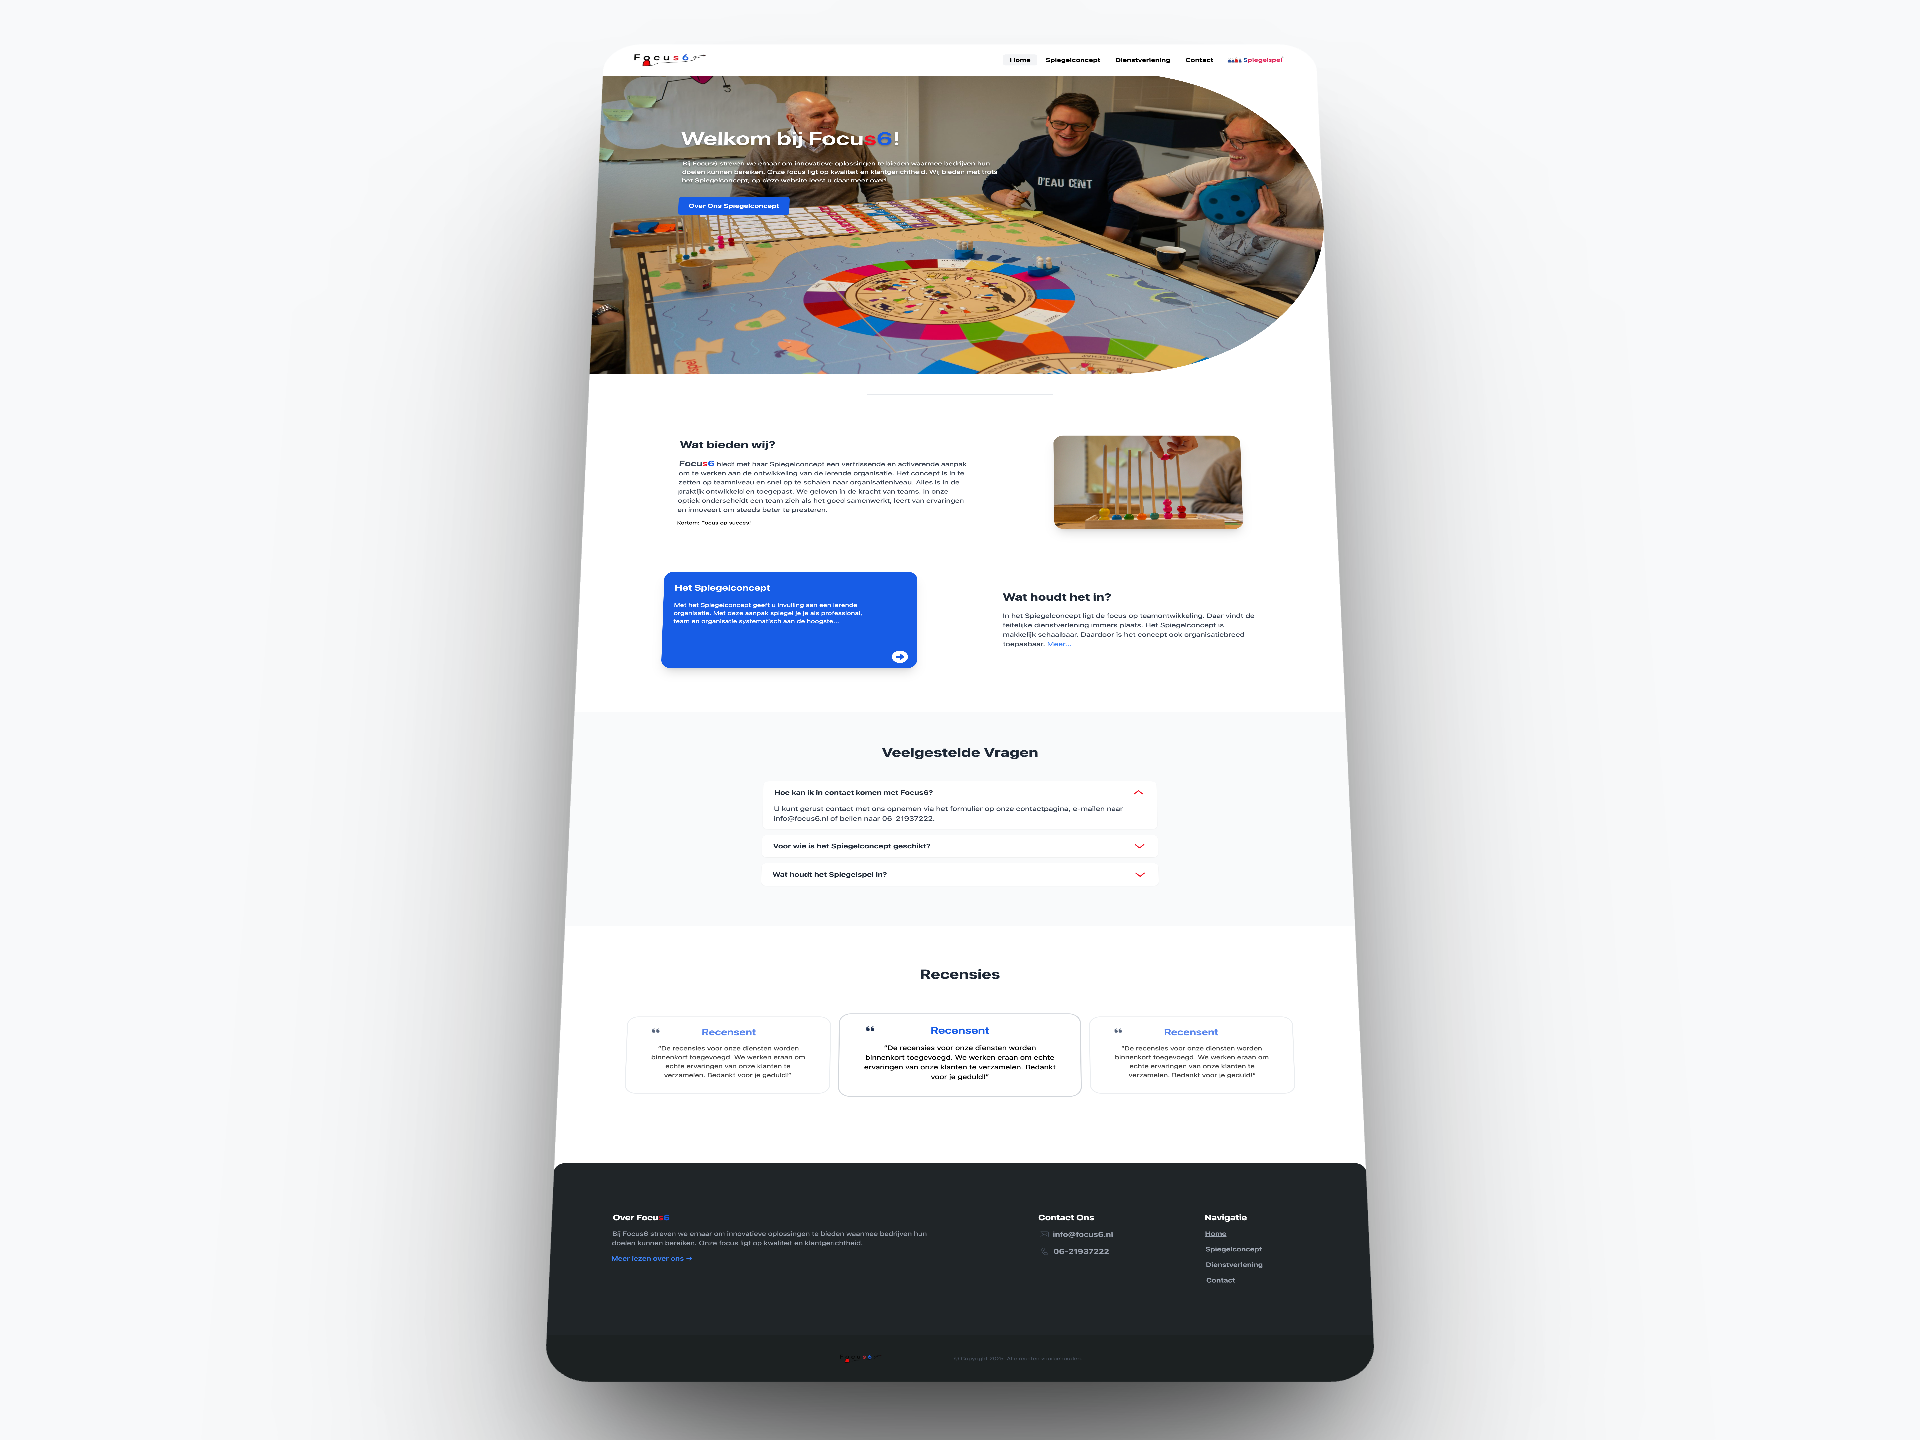 Focus6
Home Spiegelconcept Dienstverlening Contact Spiegelspel
Welkom bij Focus6!
Bij Focus6 streven we ernaar om innovatieve oplossingen te bieden waarmee bedrijven hun
doelen kunnen bereiken. Onze focus ligt op kwaliteit en klantgerichtheid. Wij bieden met trots
het Spiegelconcept, op deze website leest u daar meer over!
Over Ons Spiegelconcept
D'EAU CENT
Wat bieden wij?
Focus6 biedt met haar Spiegelconcept een verfrissende en activerende aanpak
om te werken aan de ontwikkeling van de lerende organisatie. Het concept is in te
zetten op teamniveau en snel op te schalen naar organisatieniveau. Alles is in de
praktijk ontwikkeld en toegepast. We geloven in de kracht van teams. In onze
optiek onderscheidt een team zich als het goed samenwerkt, leert van ervaringen
en innoveert om steeds beter te presteren.
Kortom: Focus op succes!
Het Spiegelconcept
Met het Spiegelconcept geeft u invulling aan een lerende
organisatie. Met deze aanpak spiegel je je als professional,
team en organisatie systematisch aan de hoogste...
Wat houdt het in?
In het Spiegelconcept ligt de focus op teamontwikkeling. Daar vindt de
feitelijke dienstverlening immers plaats. Het Spiegelconcept is
makkelijk schaalbaar. Daardoor is het concept ook organisatiebreed
toepasbaar. Meer...
Veelgestelde Vragen
Hoe kan ik in contact komen met Focus6?
U kunt gerust contact met ons opnemen via het formulier op onze contactpagina, e-mailen naar
info@focus6.nl of bellen naar 06-21937222.
Voor wie is het Spiegelconcept geschikt?
Wat houdt het Spiegelspel in?
Recensies
Recensent
“De recensies voor onze diensten worden
binnenkort toegevoegd. We werken eraan om
echte ervaringen van onze klanten te
verzamelen. Bedankt voor je geduld!”
Recensent
“De recensies voor onze diensten worden
binnenkort toegevoegd. We werken eraan om echte
ervaringen van onze klanten te verzamelen. Bedankt
voor je geduld!”
Recensent
“De recensies voor onze diensten worden
binnenkort toegevoegd. We werken eraan om
echte ervaringen van onze klanten te
verzamelen. Bedankt voor je geduld!”
Over Focus6
Bij Focus6 streven we ernaar om innovatieve oplossingen te bieden waarmee bedrijven hun
doelen kunnen bereiken. Onze focus ligt op kwaliteit en klantgerichtheid.
Meer lezen over ons →
Contact Ons
info@focus6.nl
06-21937222
Navigatie
Home
Spiegelconcept
Dienstverlening
Contact